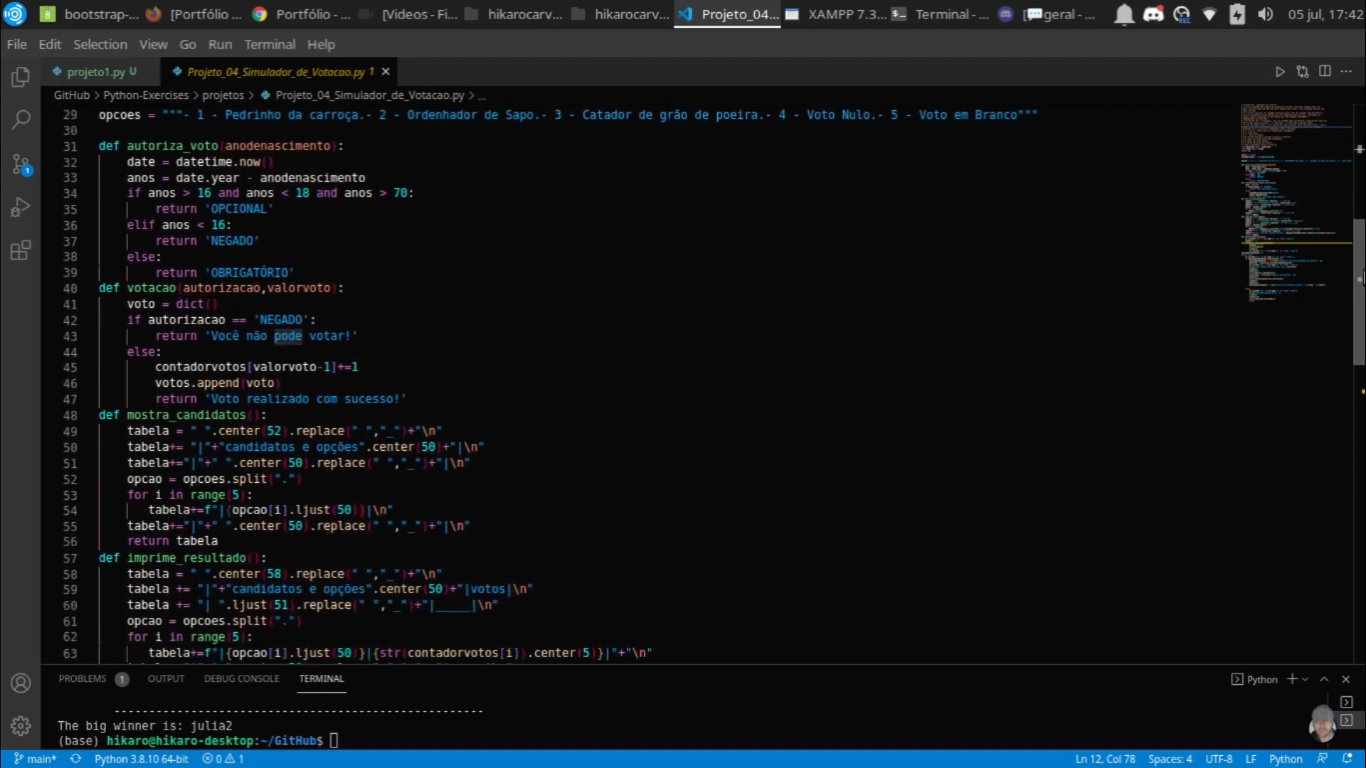 bootstrap-... [Portfólio ... Portfólio - ... [Videos - Fi... hikarocarv... hikarocarv... Projeto_04... XAMPP 7.3... Terminal - ... [💬geral - ... 05 jul, 17:42
File Edit Selection View Go Run Terminal Help
projeto1.py U Projeto_04_Simulador_de_Votacao.py 1
GitHub > Python-Exercises > projetos > Projeto_04_Simulador_de_Votacao.py > ...
29 opcoes = """- 1 - Pedrinho da carroça.- 2 - Ordenhador de Sapo.- 3 - Catador de grão de poeira.- 4 - Voto Nulo.- 5 - Voto em Branco"""
30
31 def autoriza_voto(anodenascimento):
32 date = datetime.now()
33 anos = date.year - anodenascimento
34 if anos > 16 and anos < 18 and anos > 70:
35 return 'OPCIONAL'
36 elif anos < 16:
37 return 'NEGADO'
38 else:
39 return 'OBRIGATÓRIO'
40 def votacao(autorizacao,valorvoto):
41 voto = dict()
42 if autorizacao == 'NEGADO':
43 return 'Você não pode votar!'
44 else:
45 contadorvotos[valorvoto-1]+=1
46 votos.append(voto)
47 return 'Voto realizado com sucesso!'
48 def mostra_candidatos():
49 tabela = " ".center(52).replace(" ","_")+"\n"
50 tabela+= "|"+"candidatos e opções".center(50)+"|\n"
51 tabela+="|"+" ".center(50).replace(" ","_")+"|\n"
52 opcao = opcoes.split(".")
53 for i in range(5):
54 tabela+=f"|{opcao[i].ljust(50)}|\n"
55 tabela+="|"+" ".center(50).replace(" ","_")+"|\n"
56 return tabela
57 def imprime_resultado():
58 tabela = " ".center(58).replace(" ","_")+"\n"
59 tabela += "|"+"candidatos e opções".center(50)+"|votos|\n"
60 tabela += "| ".ljust(51).replace(" ","_")+"|_____|\n"
61 opcao = opcoes.split(".")
62 for i in range(5):
63 tabela+=f"|{opcao[i].ljust(50)}|{str(contadorvotos[i]).center(5)}|"+"\n"
PROBLEMS 1 OUTPUT DEBUG CONSOLE TERMINAL Python
-----------------------------------------------------
The big winner is: julia2
(base) hikaro@hikaro-desktop:~/GitHub$
main* Python 3.8.10 64-bit 0 1 Ln 12, Col 78 Spaces: 4 UTF-8 LF Python